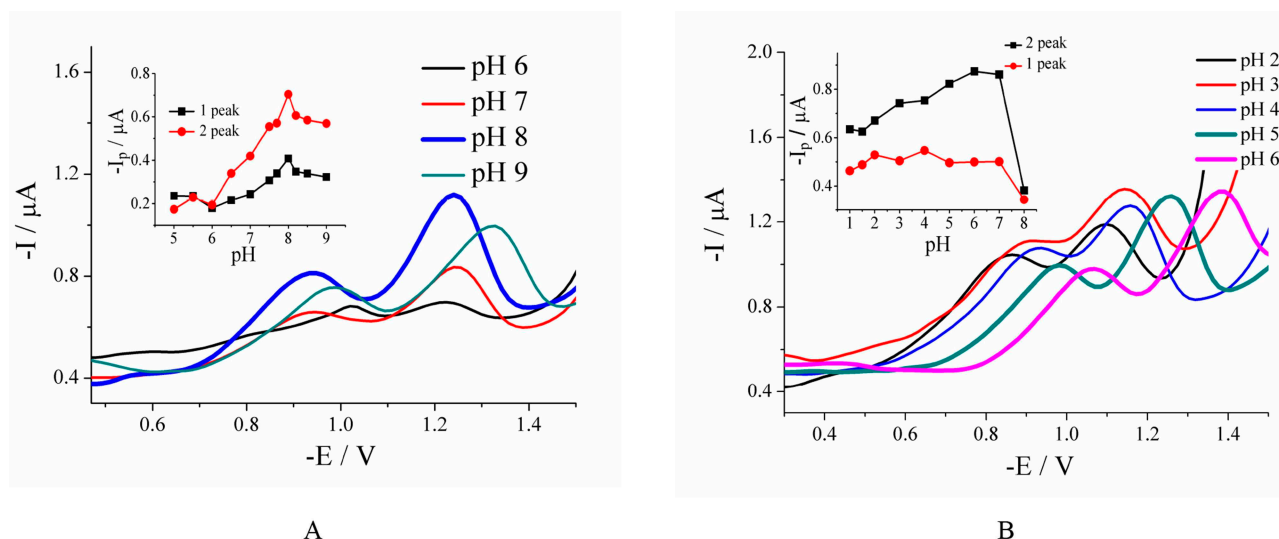 -I / μA
1.6
1.2
0.8
0.4
0.6
0.8
1.0
1.2
1.4
-E / V
pH 6
pH 7
pH 8
pH 9
-Ip / μA
0.8
0.6
0.4
0.2
5
6
7
8
9
pH
1 peak
2 peak
A
-I / μA
2.0
1.6
1.2
0.8
0.4
0.4
0.6
0.8
1.0
1.2
1.4
-E / V
pH 2
pH 3
pH 4
pH 5
pH 6
-Ip / μA
0.8
0.6
0.4
1
2
3
4
5
6
7
8
pH
2 peak
1 peak
B